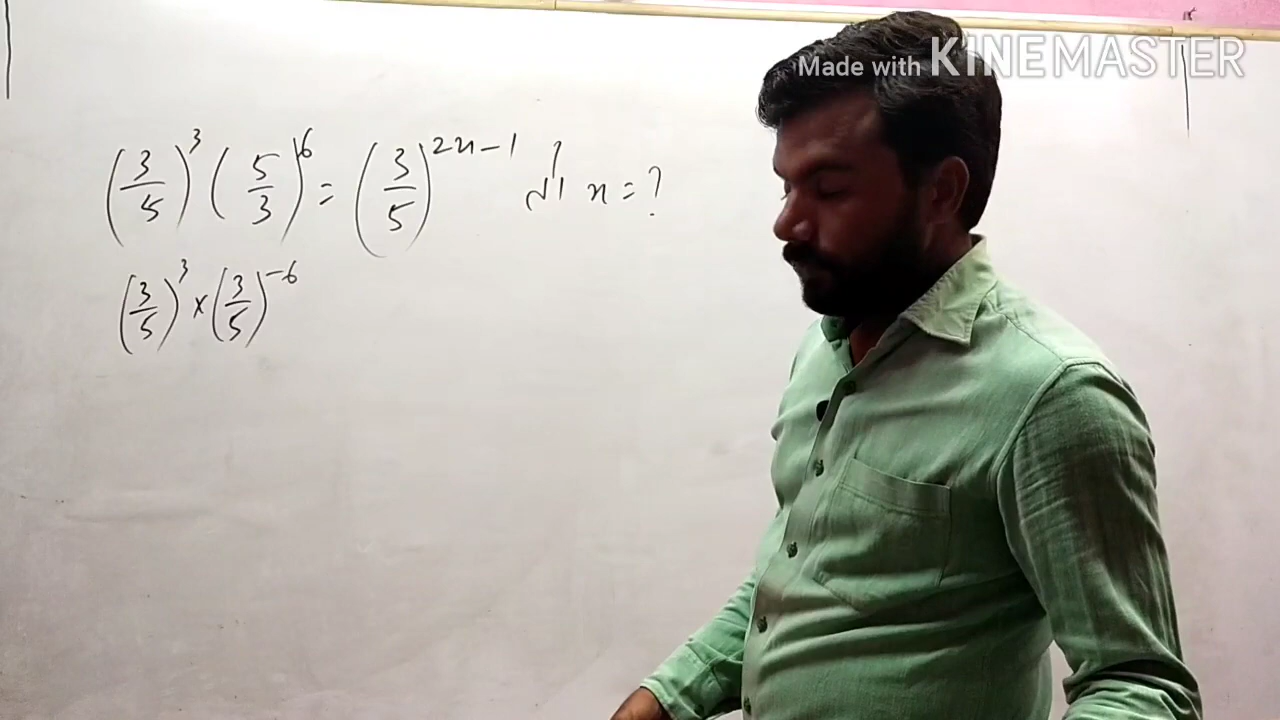 Made with KINEMASTER
(3/5)³ (5/3)⁶ = (3/5)²ˣ⁻¹ तो x = ?
(3/5)³ × (3/5)⁻⁶